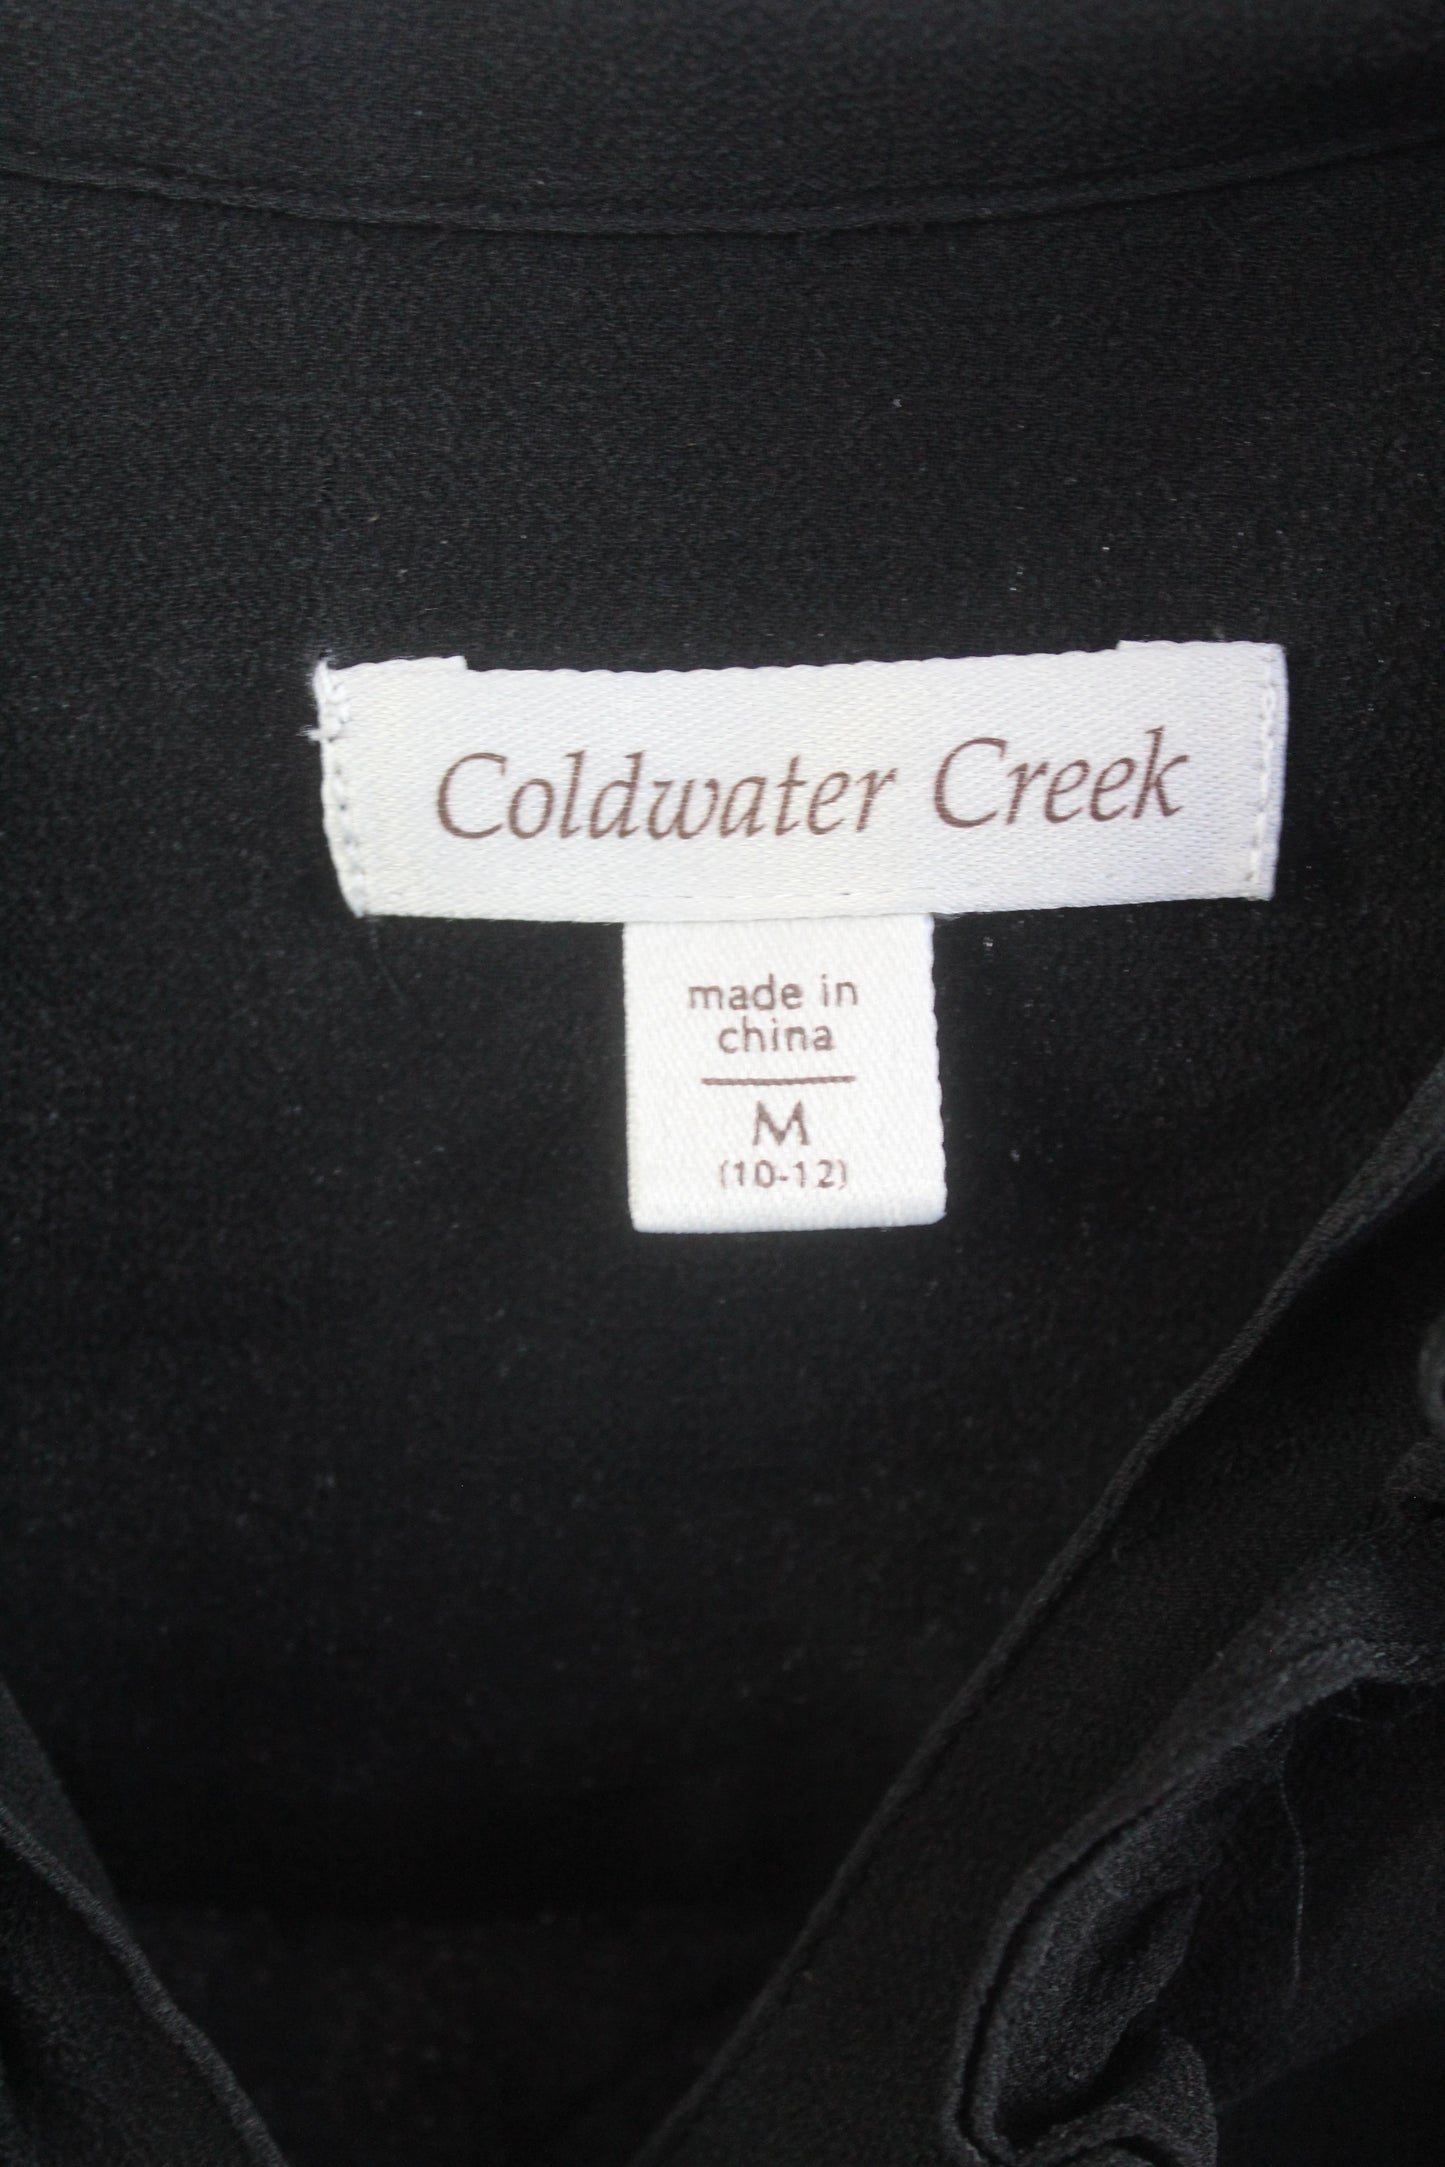 Coldwater Creek
made in
china
M
(10-12)